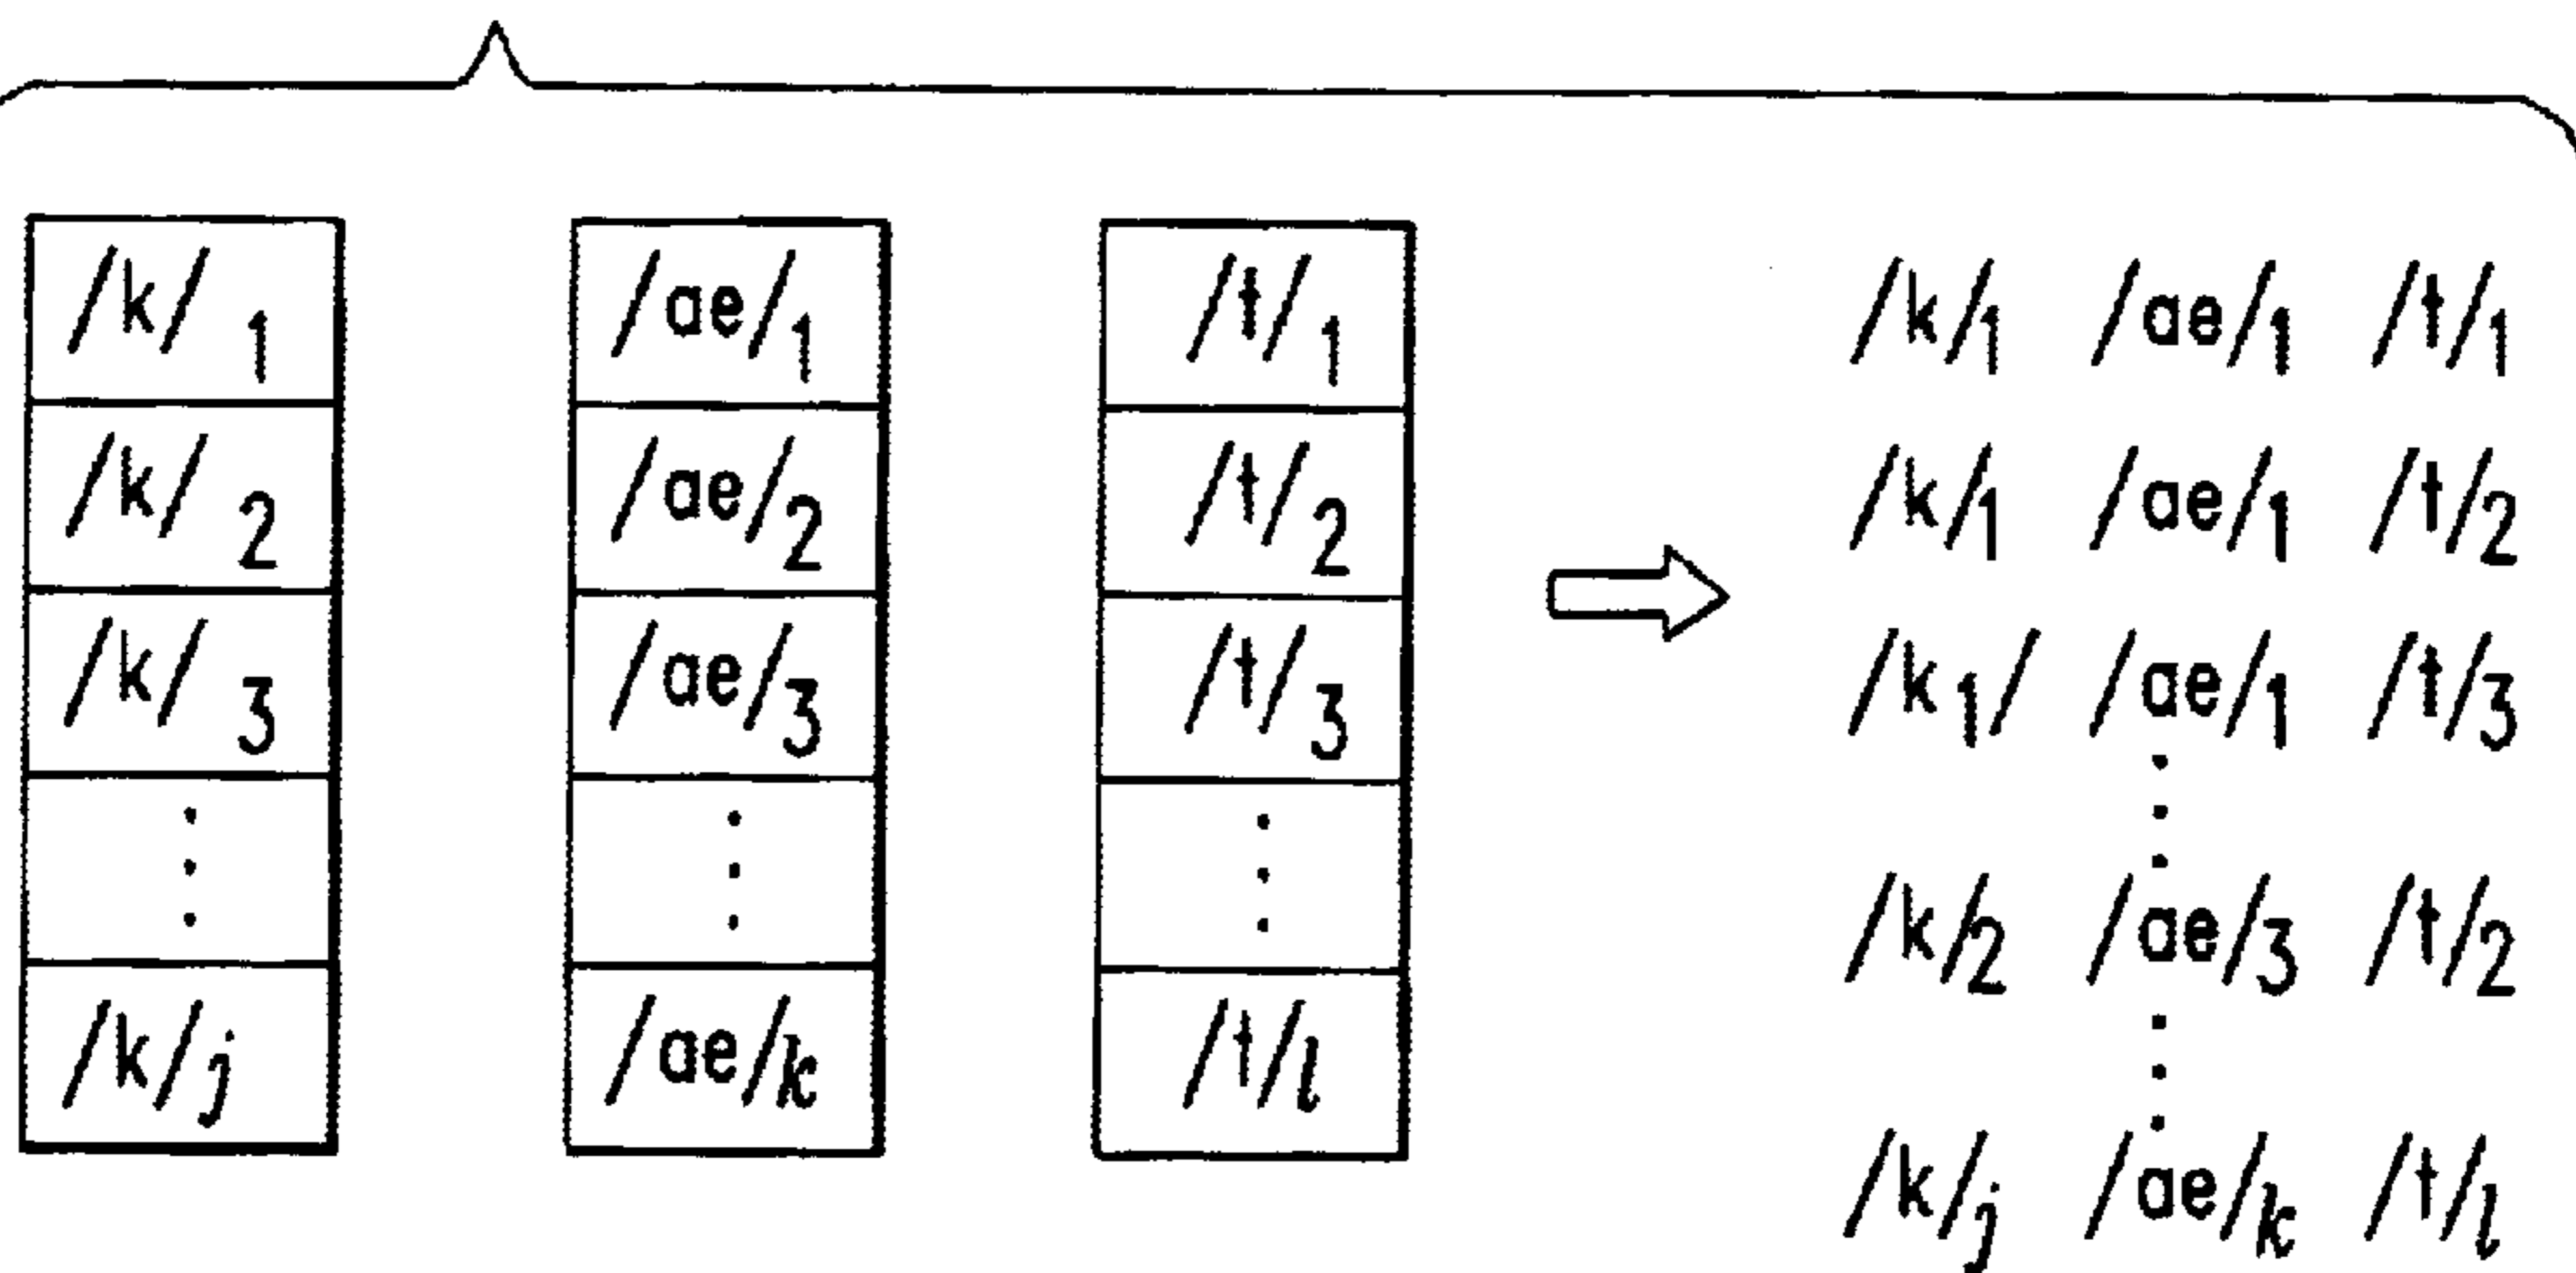 /k/1 /ae/1 /t/1 /k/1 /ae/1 /t/1
/k/2 /ae/2 /t/2 /k/1 /ae/1 /t/2
/k/3 /ae/3 /t/3 /k1/ /ae/1 /t/3
/k/2 /ae/3 /t/2
/k/j /ae/k /t/l /k/j /ae/k /t/l